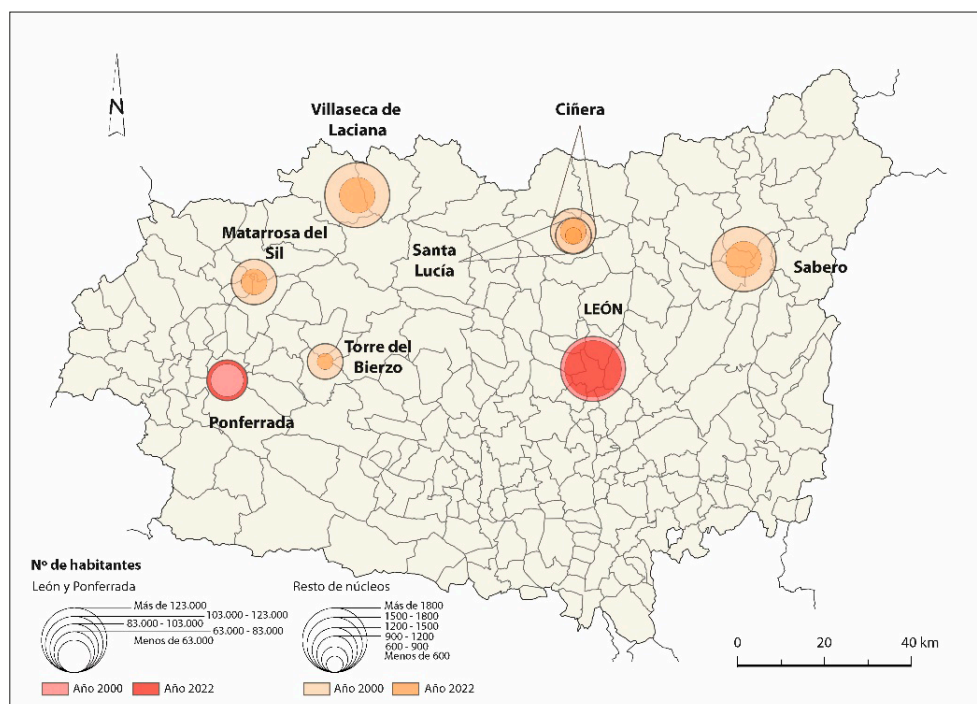 N
Villaseca de
Laciana
Ciñera
Matarrosa del
Sil
Santa
Lucía
Sabero
LEÓN
Torre del
Bierzo
Ponferrada
Nº de habitantes
León y Ponferrada
Más de 123.000
103.000 - 123.000
83.000 - 103.000
63.000 - 83.000
Menos de 63.000
Año 2000
Año 2022
Resto de núcleos
Más de 1800
1500 - 1800
1200 - 1500
900 - 1200
600 - 900
Menos de 600
Año 2000
Año 2022
0 20 40 km